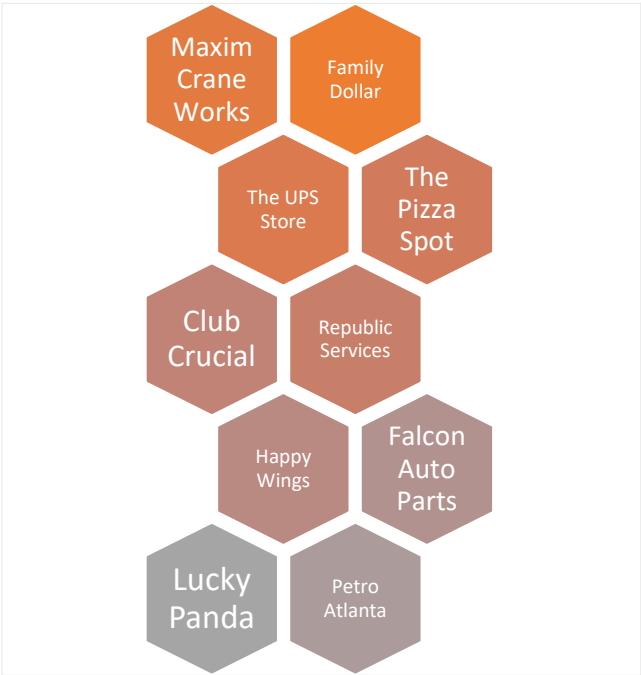 Maxim
Crane
Works
Family
Dollar
The UPS
Store
The
Pizza
Spot
Club
Crucial
Republic
Services
Happy
Wings
Falcon
Auto
Parts
Lucky
Panda
Petro
Atlanta